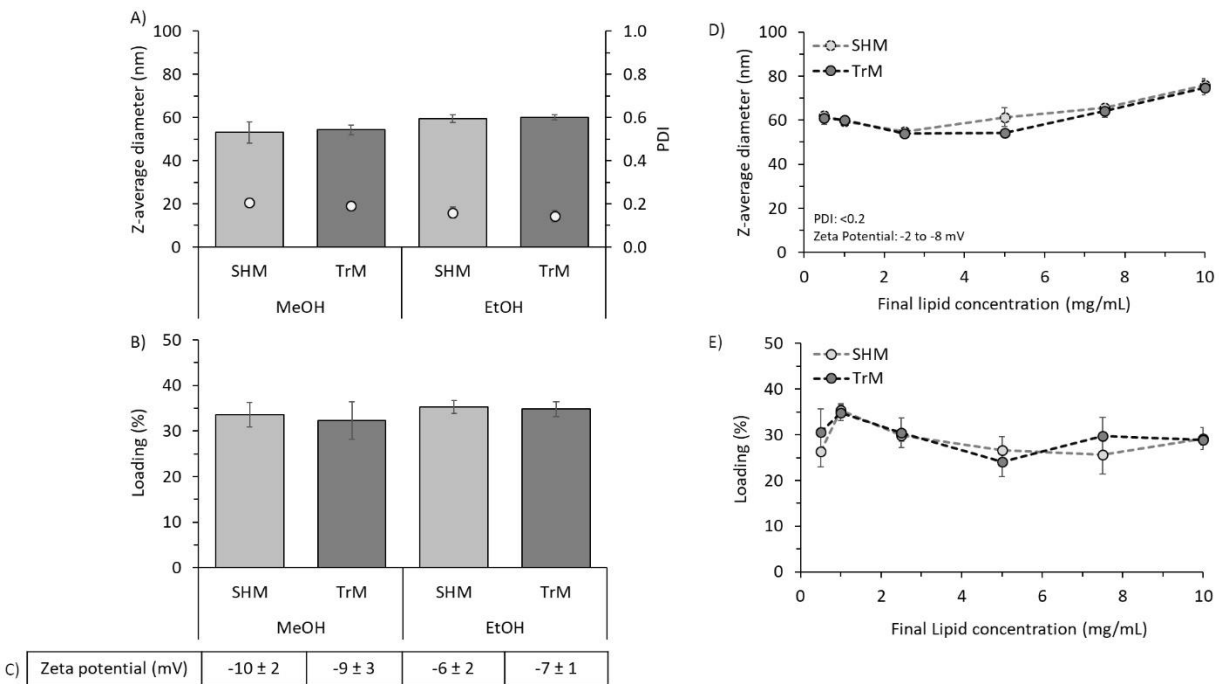 A)
Z-average diameter (nm)
100
80
60
40
20
0
1.0
0.8
0.6
0.4
0.2
0.0
PDI
SHM TrM SHM TrM
MeOH EtOH
B)
Loading (%)
50
40
30
20
10
0
SHM TrM SHM TrM
MeOH EtOH
C) Zeta potential (mV) -10 ± 2 -9 ± 3 -6 ± 2 -7 ± 1
D)
Z-average diameter (nm)
100
80
60
40
20
0
SHM
TrM
PDI: <0.2
Zeta Potential: -2 to -8 mV
0 2 4 6 8 10
Final lipid concentration (mg/mL)
E)
Loading (%)
50
40
30
20
10
0
SHM
TrM
0 2 4 6 8 10
Final Lipid concentration (mg/mL)